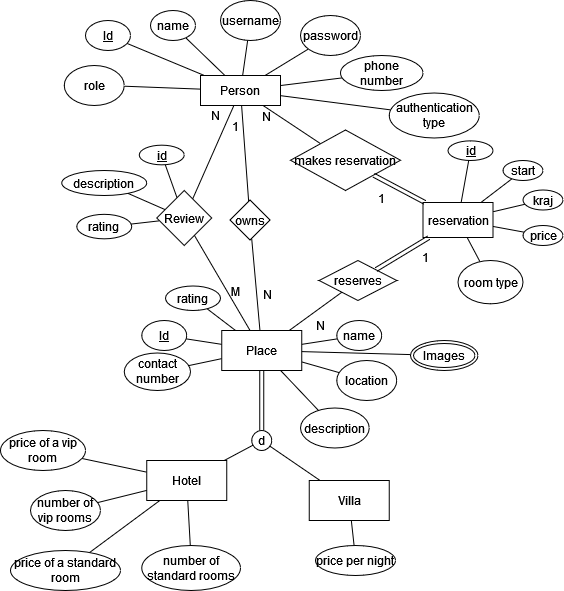 username
name
Id
password
phone
number
role
Person
authentication
type
N
1
N
id
makes reservation
id
start
description
kraj
1
Review
owns
reservation
rating
price
1
reserves
room type
rating
M
N
N
Id
name
Place
Images
contact
number
location
description
d
price of a vip
room
Hotel
number of
vip rooms
Villa
price of a standard
room
number of
standard rooms
price per night